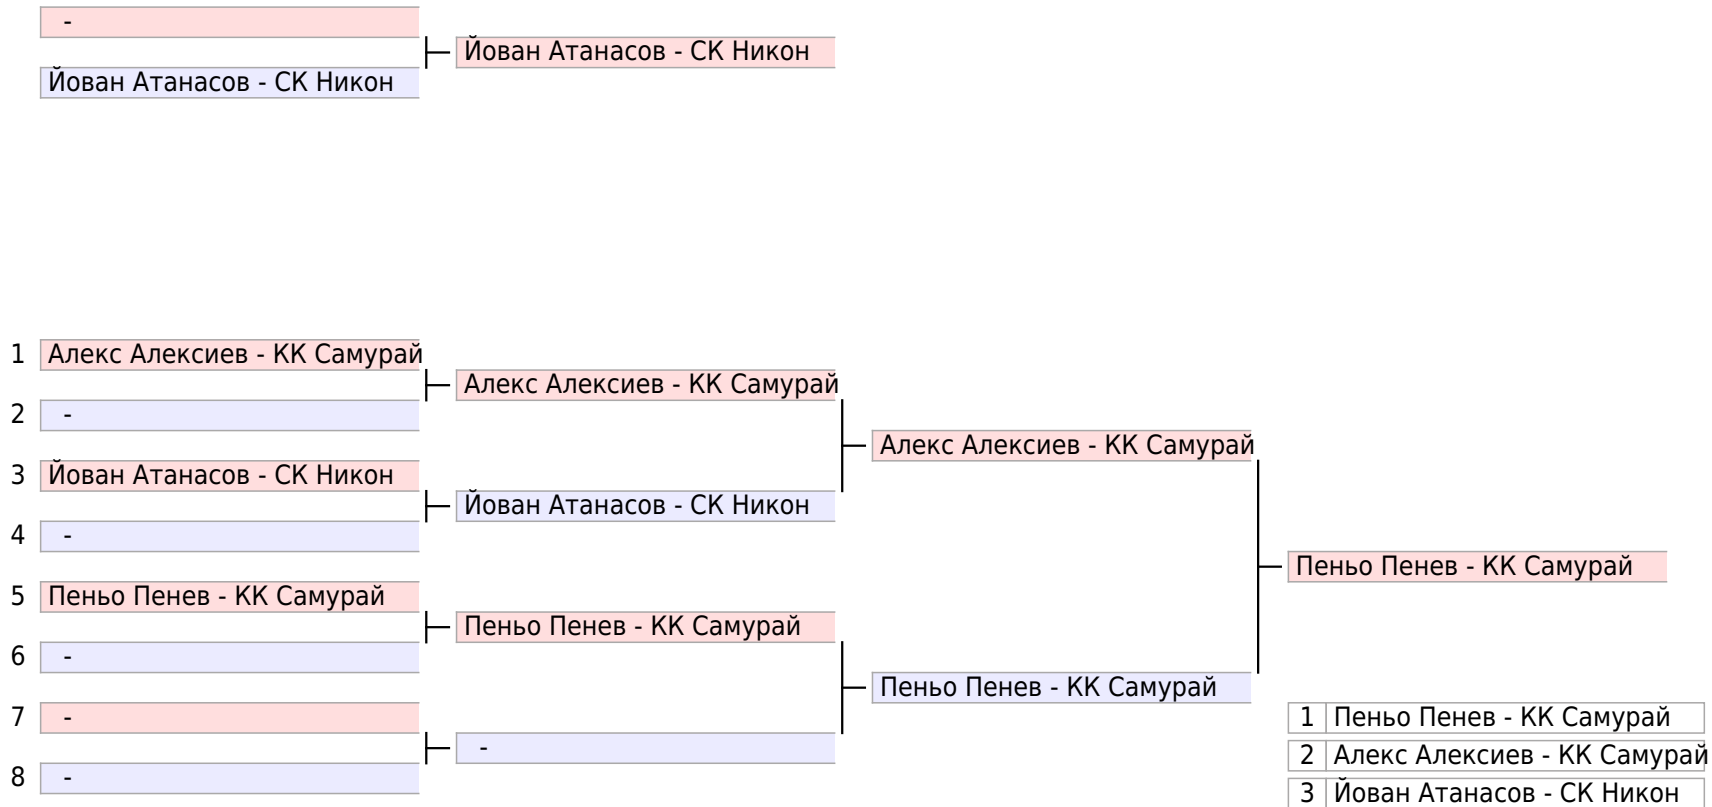 -
Йован Атанасов - СК Никон
Йован Атанасов - СК Никон
1 Алекс Алексиев - КК Самурай
Алекс Алексиев - КК Самурай
2 -
Алекс Алексиев - КК Самурай
3 Йован Атанасов - СК Никон
Йован Атанасов - СК Никон
4 -
Пеньо Пенев - КК Самурай
5 Пеньо Пенев - КК Самурай
Пеньо Пенев - КК Самурай
6 -
Пеньо Пенев - КК Самурай
7 -
-
8 -
1 Пеньо Пенев - КК Самурай
2 Алекс Алексиев - КК Самурай
3 Йован Атанасов - СК Никон